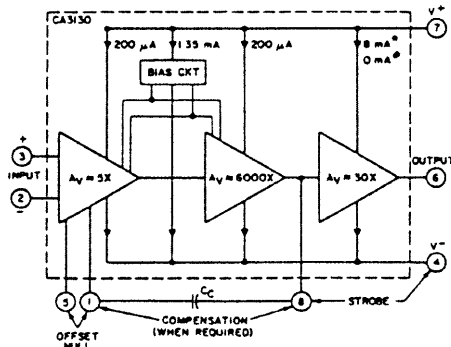 CA3130
V+
7
200 µA
1.35 mA
200 µA
8 mA*
0 mA
BIAS CKT
+
3
INPUT
2
−
AV ≈ 5X
AV ≈ 6000X
AV ≈ 30X
OUTPUT
6
V−
4
CC
5
1
8
STROBE
OFFSET
NULL
COMPENSATION
(WHEN REQUIRED)